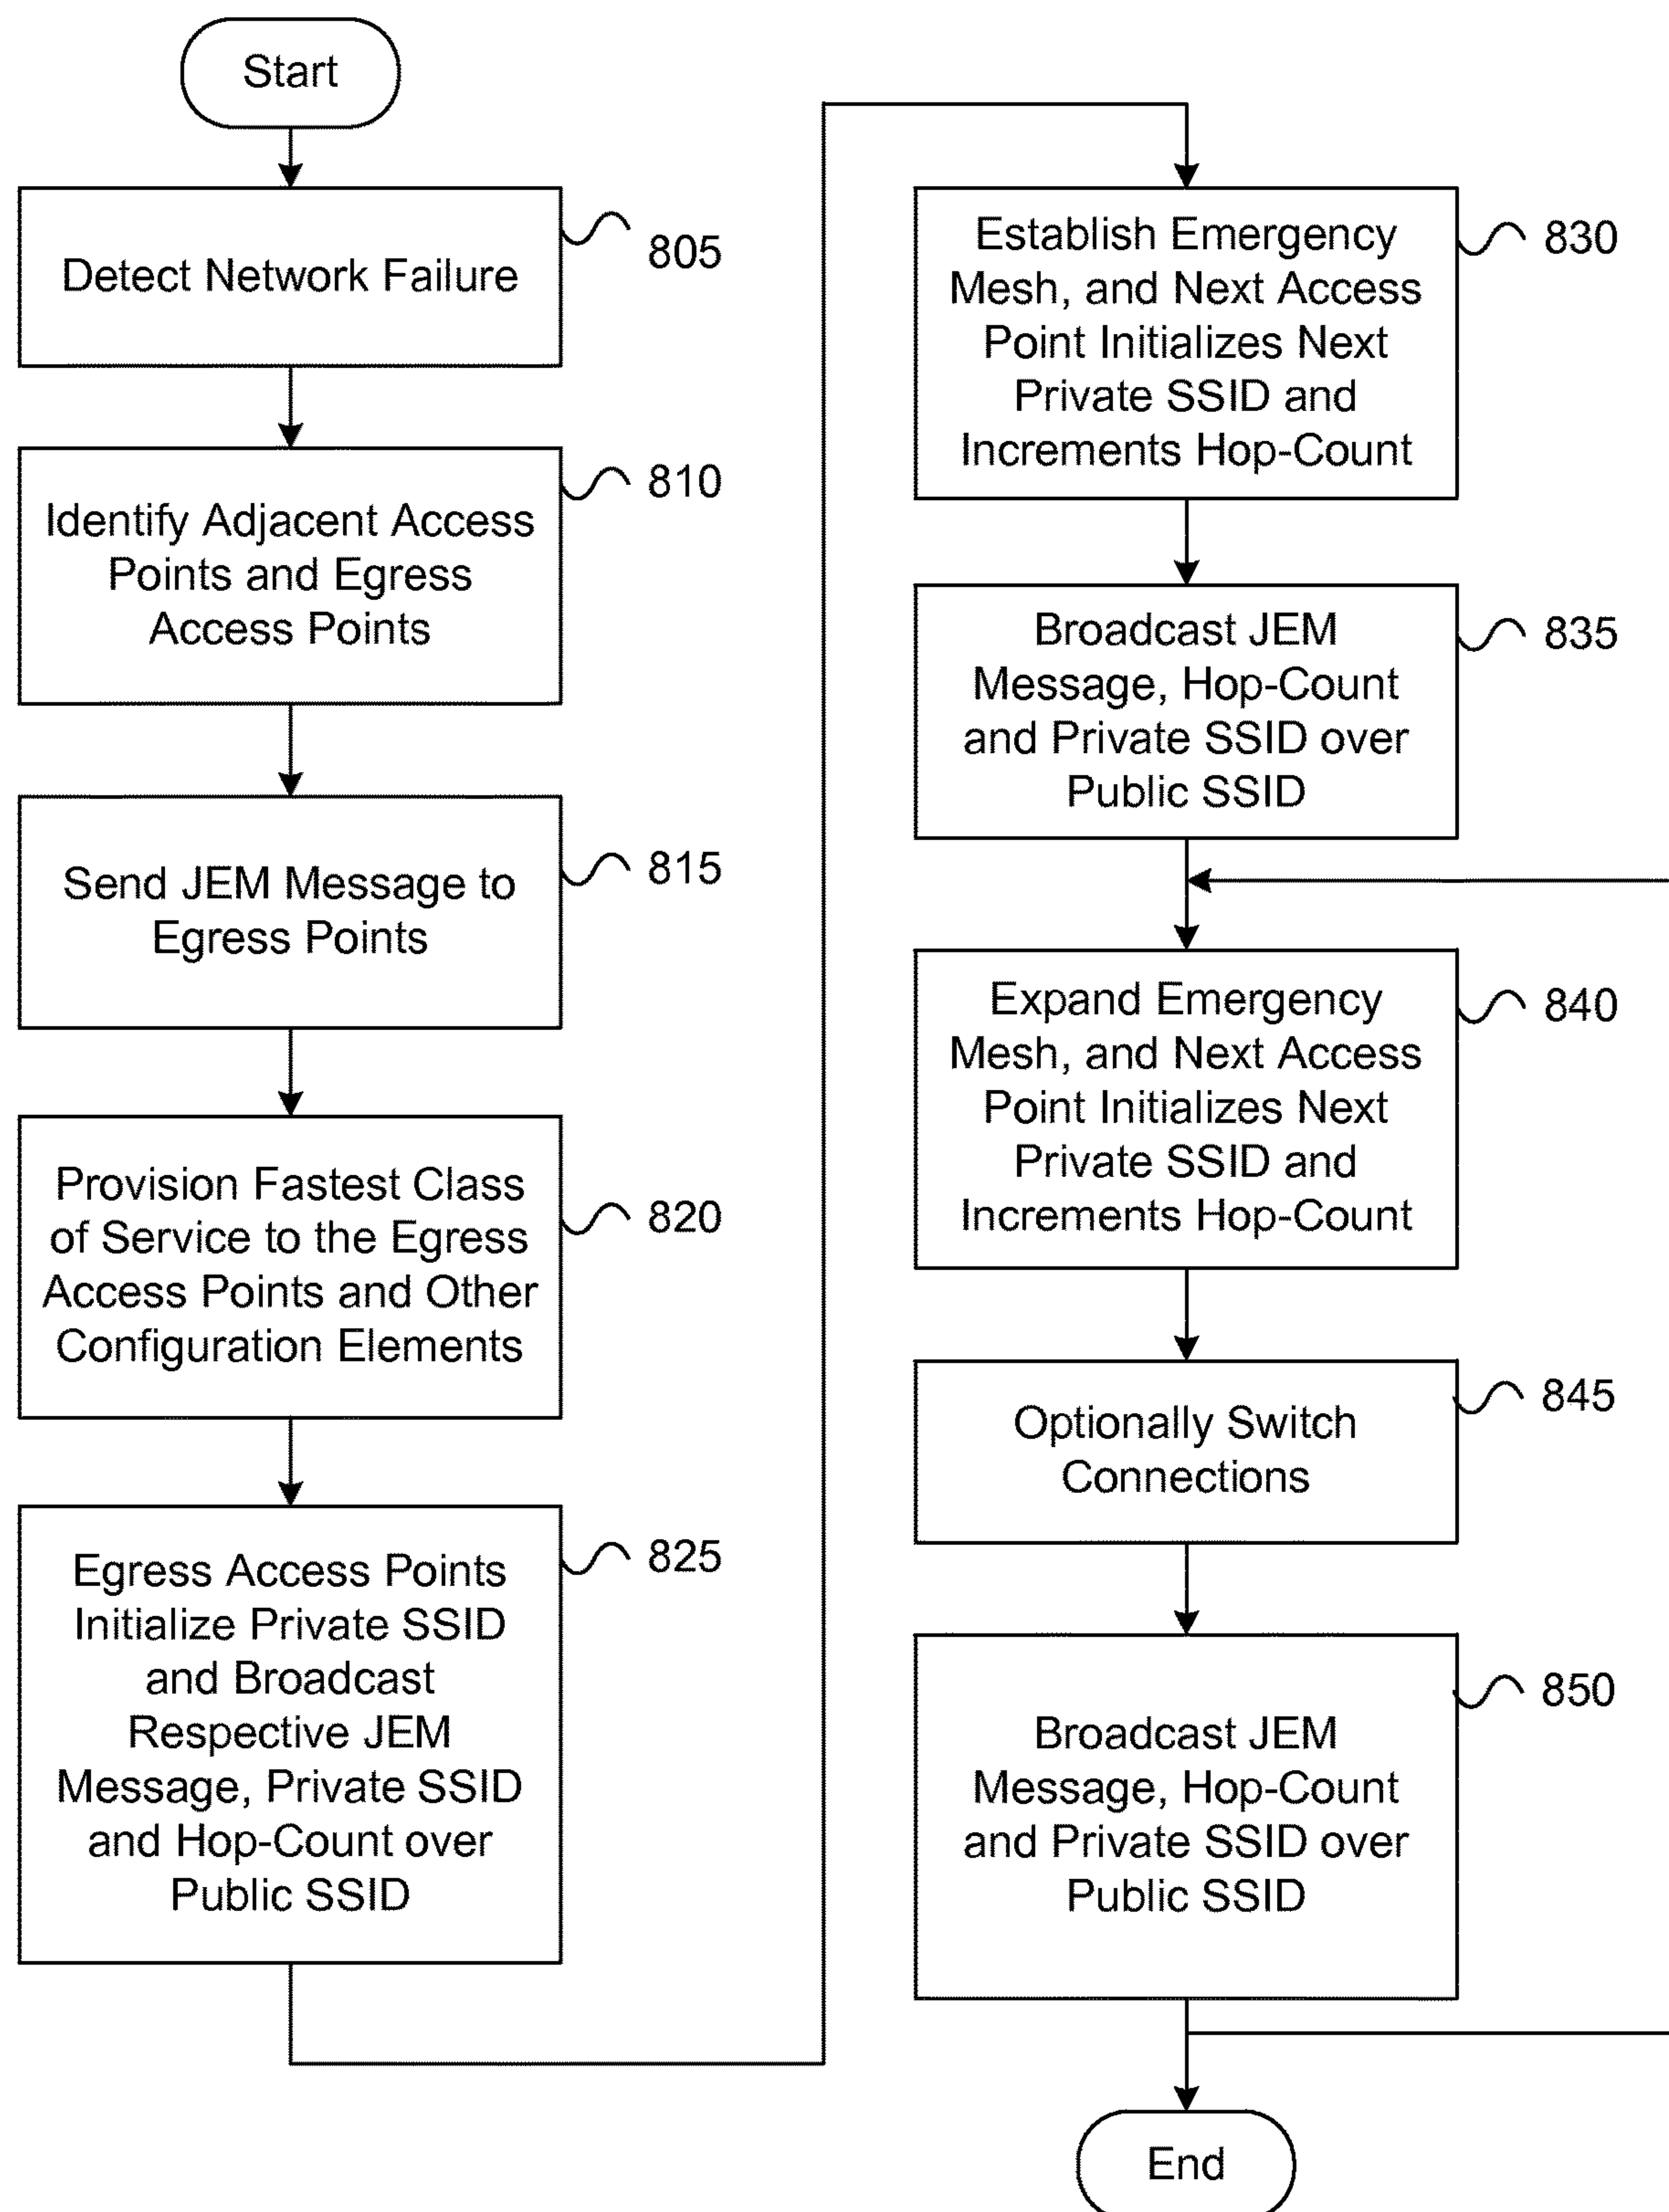 Start
Detect Network Failure
805
Identify Adjacent Access
Points and Egress
Access Points
810
Send JEM Message to
Egress Points
815
Provision Fastest Class
of Service to the Egress
Access Points and Other
Configuration Elements
820
Egress Access Points
Initialize Private SSID
and Broadcast
Respective JEM
Message, Private SSID
and Hop-Count over
Public SSID
825
Establish Emergency
Mesh, and Next Access
Point Initializes Next
Private SSID and
Increments Hop-Count
830
Broadcast JEM
Message, Hop-Count
and Private SSID over
Public SSID
835
Expand Emergency
Mesh, and Next Access
Point Initializes Next
Private SSID and
Increments Hop-Count
840
Optionally Switch
Connections
845
Broadcast JEM
Message, Hop-Count
and Private SSID over
Public SSID
850
End